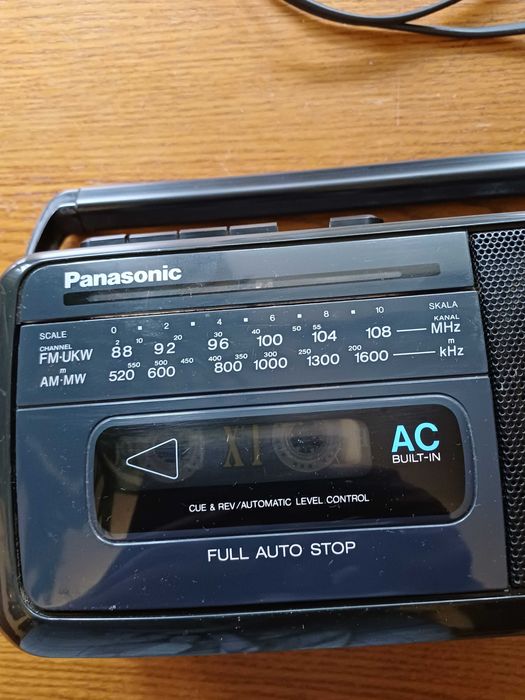 Panasonic
SCALE 0 2 4 6 8 10 SKALA
CHANNEL 2 10 20 30 40 50 55 KANAL
FM·UKW 88 92 96 100 104 108 MHz
m 550 500 450 400 350 300 250 200 m
AM·MW 520 600 800 1000 1300 1600 kHz
AC
BUILT-IN
CUE & REV/AUTOMATIC LEVEL CONTROL
FULL AUTO STOP